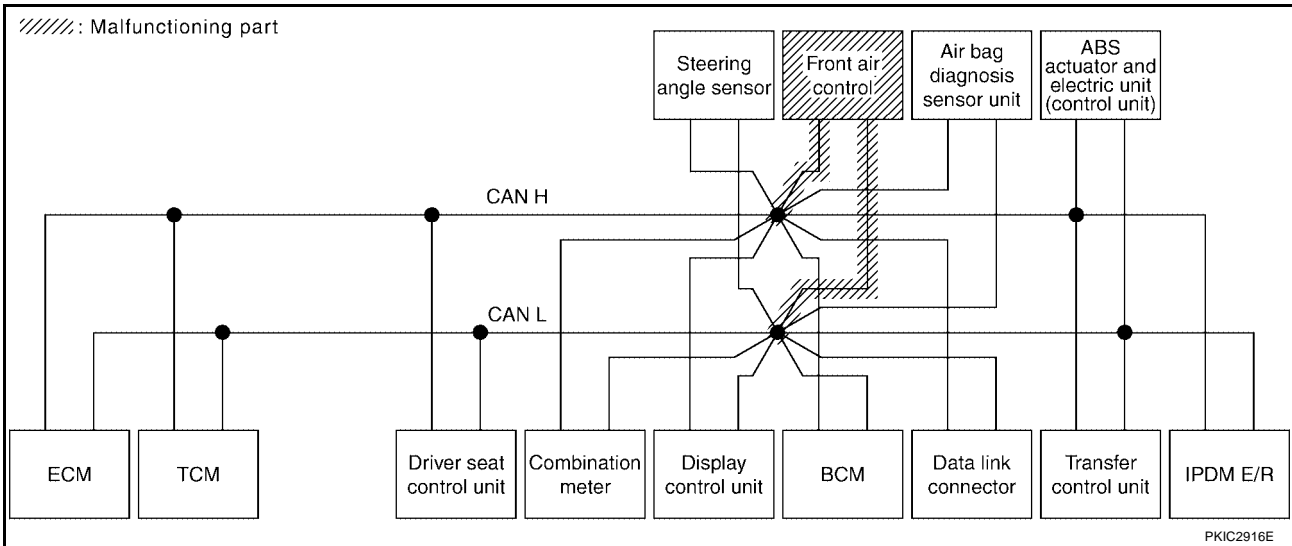 : Malfunctioning part
Steering
angle sensor
Front air
control
Air bag
diagnosis
sensor unit
ABS
actuator and
electric unit
(control unit)
CAN H
CAN L
ECM
TCM
Driver seat
control unit
Combination
meter
Display
control unit
BCM
Data link
connector
Transfer
control unit
IPDM E/R
PKIC2916E